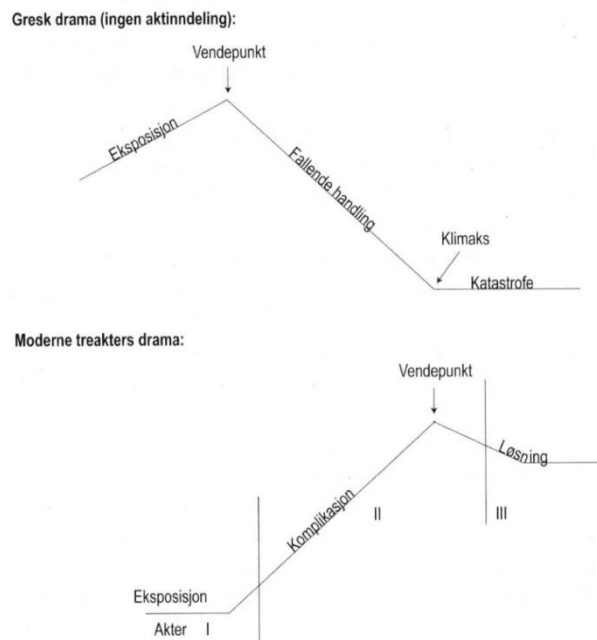 Gresk drama (ingen aktinndeling):
Vendepunkt
Eksposisjon
Fallende handling
Klimaks
Katastrofe
Moderne treakters drama:
Vendepunkt
Løsning
Komplikasjon
II
III
Eksposisjon
Akter I